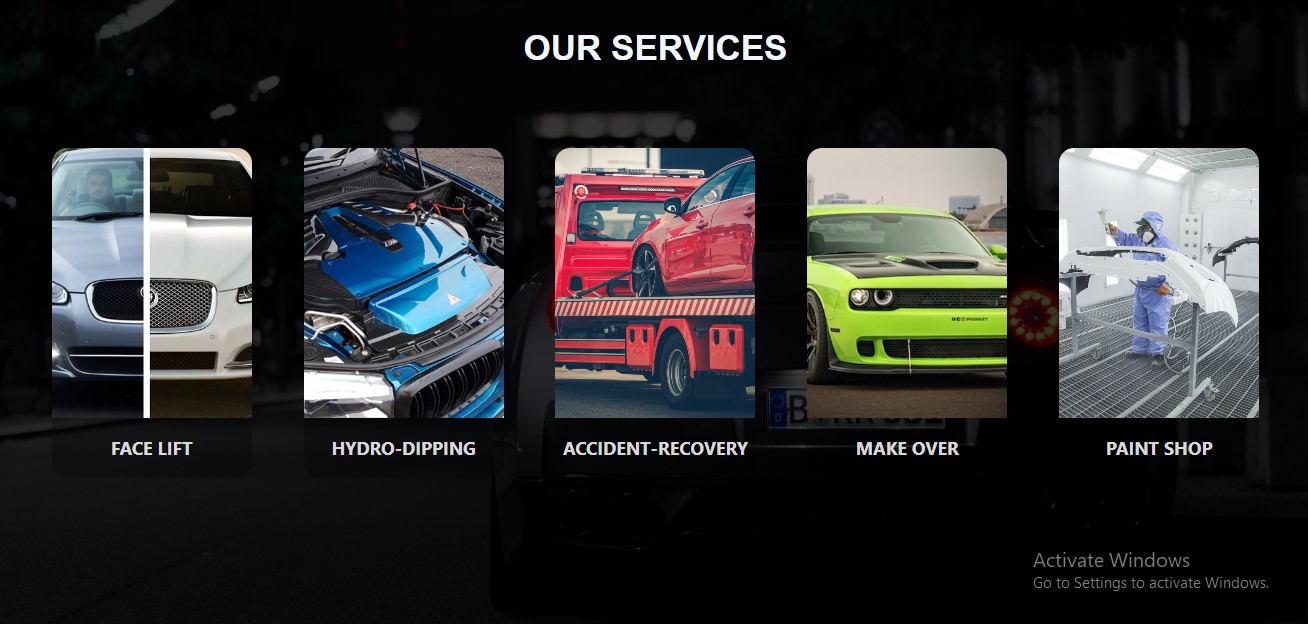 OUR SERVICES
FACE LIFT
HYDRO-DIPPING
ACCIDENT-RECOVERY
MAKE OVER
PAINT SHOP
Activate Windows
Go to Settings to activate Windows.